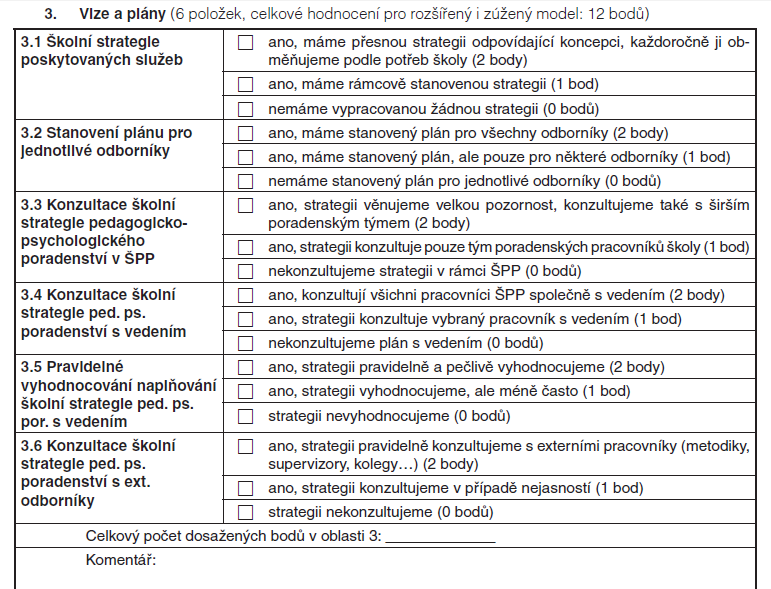 3. Vize a plány (6 položek, celkové hodnocení pro rozšířený i zúžený model: 12 bodů)
3.1 Školní strategie
poskytovaných služeb
ano, máme přesnou strategii odpovídající koncepci, každoročně ji ob-
měňujeme podle potřeb školy (2 body)
ano, máme rámcově stanovenou strategii (1 bod)
nemáme vypracovanou žádnou strategii (0 bodů)
3.2 Stanovení plánu pro
jednotlivé odborníky
ano, máme stanovený plán pro všechny odborníky (2 body)
ano, máme stanovený plán, ale pouze pro některé odborníky (1 bod)
nemáme stanovený plán pro jednotlivé odborníky (0 bodů)
3.3 Konzultace školní
strategie pedagogicko-
psychologického
poradenství v ŠPP
ano, strategii věnujeme velkou pozornost, konzultujeme také s širším
poradenským týmem (2 body)
ano, strategii konzultuje pouze tým poradenských pracovníků školy (1 bod)
nekonzultujeme strategii v rámci ŠPP (0 bodů)
3.4 Konzultace školní
strategie ped. ps.
poradenství s vedením
ano, konzultují všichni pracovníci ŠPP společně s vedením (2 body)
ano, strategii konzultuje vybraný pracovník s vedením (1 bod)
nekonzultujeme plán s vedením (0 bodů)
3.5 Pravidelné
vyhodnocování naplňování
školní strategie ped. ps.
por. s vedením
ano, strategii pravidelně a pečlivě vyhodnocujeme (2 body)
ano, strategii vyhodnocujeme, ale méně často (1 bod)
strategii nevyhodnocujeme (0 bodů)
3.6 Konzultace školní
strategie ped. ps.
poradenství s ext.
odborníky
ano, strategii pravidelně konzultujeme s externími pracovníky (metodiky,
supervizory, kolegy…) (2 body)
ano, strategii konzultujeme v případě nejasností (1 bod)
strategii nekonzultujeme (0 bodů)
Celkový počet dosažených bodů v oblasti 3: _____________
Komentář: